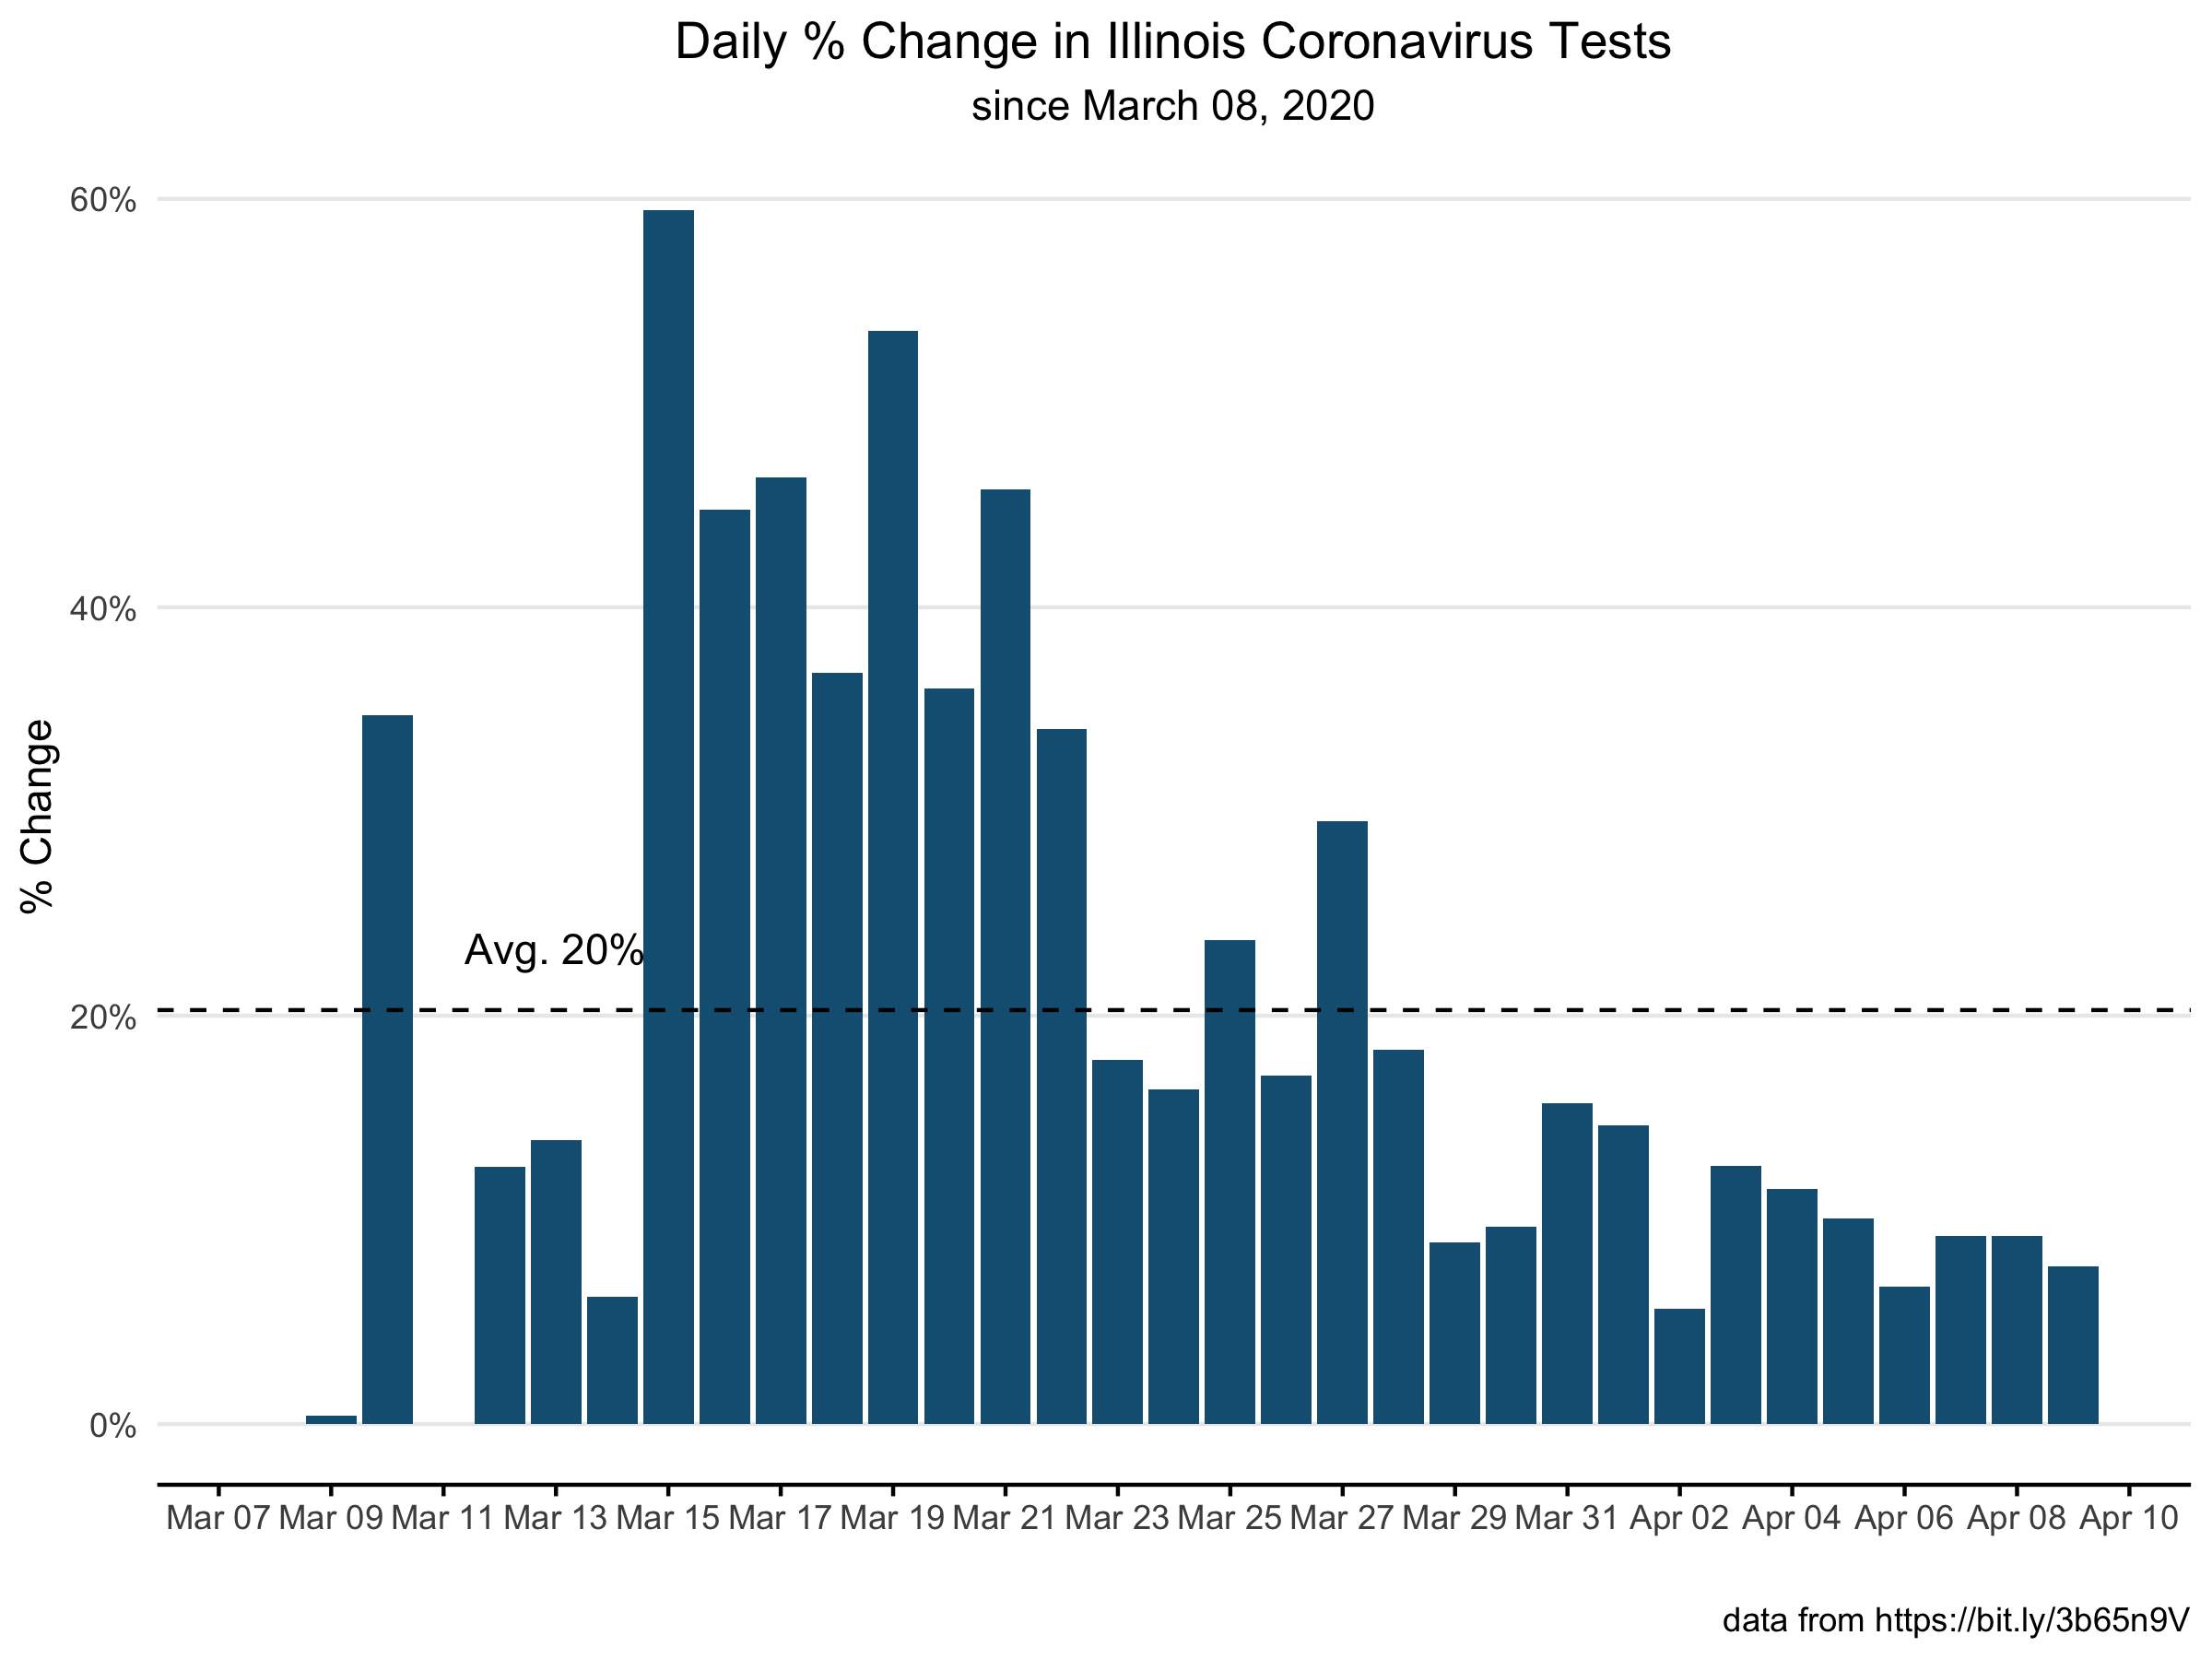 Daily % Change in Illinois Coronavirus Tests
since March 08, 2020
% Change
60%
40%
20%
0%
Avg. 20%
Mar 07 Mar 09 Mar 11 Mar 13 Mar 15 Mar 17 Mar 19 Mar 21 Mar 23 Mar 25 Mar 27 Mar 29 Mar 31 Apr 02 Apr 04 Apr 06 Apr 08 Apr 10
data from https://bit.ly/3b65n9V